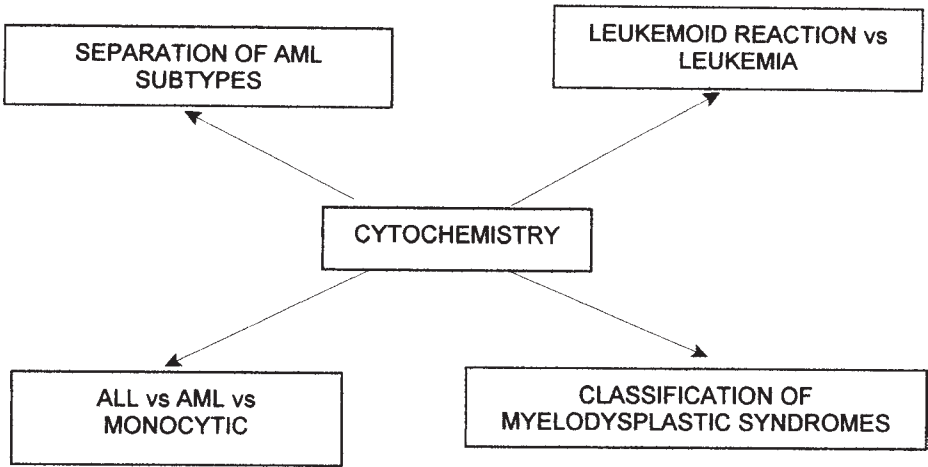 SEPARATION OF AML
SUBTYPES
LEUKEMOID REACTION vs
LEUKEMIA
CYTOCHEMISTRY
ALL vs AML vs
MONOCYTIC
CLASSIFICATION OF
MYELODYSPLASTIC SYNDROMES